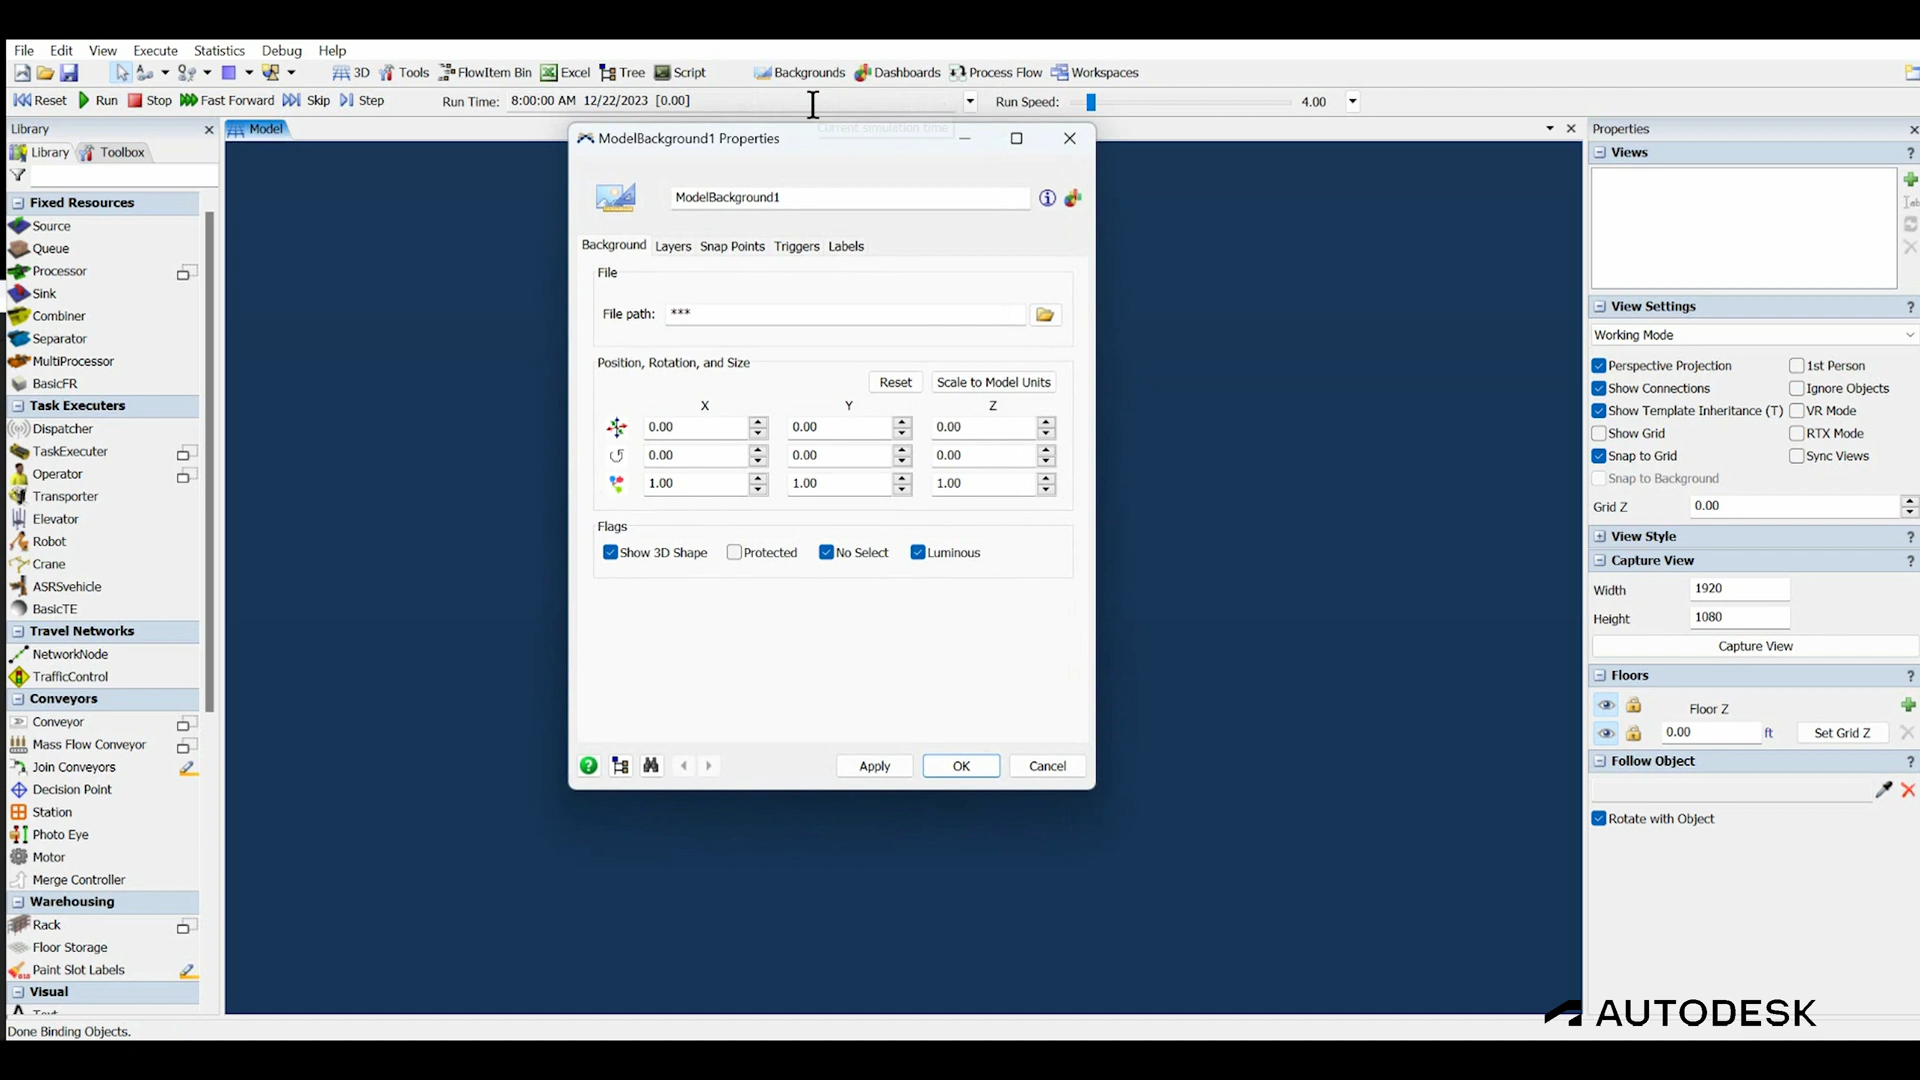 File Edit View Execute Statistics Debug Help
3D Tools FlowItem Bin Excel Tree Script Backgrounds Dashboards Process Flow Workspaces
Reset Run Stop Fast Forward Skip Step Run Time: 8:00:00 AM 12/22/2023 [0.00] Run Speed: 4.00
Current simulation time
Library
Library Toolbox
Fixed Resources
Source
Queue
Processor
Sink
Combiner
Separator
MultiProcessor
BasicFR
Task Executers
Dispatcher
TaskExecuter
Operator
Transporter
Elevator
Robot
Crane
ASRSvehicle
BasicTE
Travel Networks
NetworkNode
TrafficControl
Conveyors
Conveyor
Mass Flow Conveyor
Join Conveyors
Decision Point
Station
Photo Eye
Motor
Merge Controller
Warehousing
Rack
Floor Storage
Paint Slot Labels
Visual
Done Binding Objects.
Model
ModelBackground1 Properties
ModelBackground1
Background Layers Snap Points Triggers Labels
File
File path: ***
Position, Rotation, and Size
Reset Scale to Model Units
X Y Z
0.00 0.00 0.00
0.00 0.00 0.00
1.00 1.00 1.00
Flags
Show 3D Shape Protected No Select Luminous
Apply OK Cancel
Properties
Views ?
View Settings ?
Working Mode
Perspective Projection 1st Person
Show Connections Ignore Objects
Show Template Inheritance (T) VR Mode
Show Grid RTX Mode
Snap to Grid Sync Views
Snap to Background
Grid Z 0.00
View Style ?
Capture View ?
Width 1920
Height 1080
Capture View
Floors ?
Floor Z
0.00 ft Set Grid Z
Follow Object ?
Rotate with Object
AUTODESK